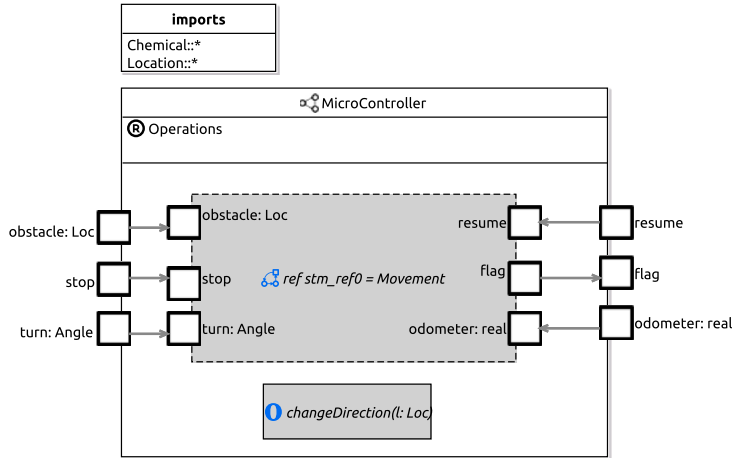 imports
Chemical::*
Location::*
MicroController
R Operations
obstacle: Loc
obstacle: Loc
resume
resume
stop
stop
ref stm_ref0 = Movement
flag
flag
turn: Angle
turn: Angle
odometer: real
odometer: real
O changeDirection(l: Loc)